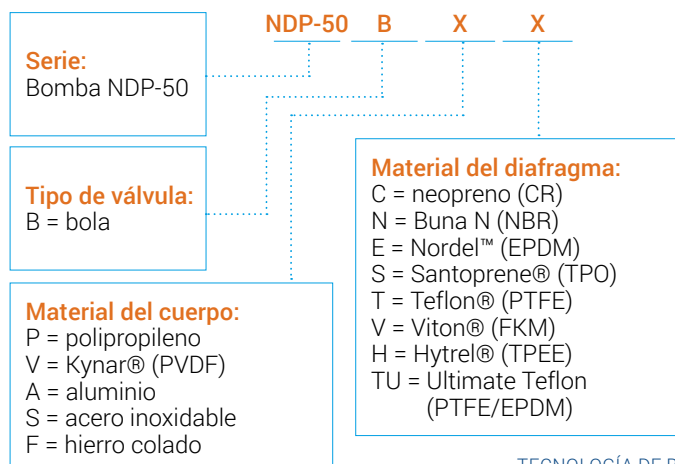 NDP-50 B X X
Serie:
Bomba NDP-50
Tipo de válvula:
B = bola
Material del cuerpo:
P = polipropileno
V = Kynar® (PVDF)
A = aluminio
S = acero inoxidable
F = hierro colado
Material del diafragma:
C = neopreno (CR)
N = Buna N (NBR)
E = Nordel™ (EPDM)
S = Santoprene® (TPO)
T = Teflon® (PTFE)
V = Viton® (FKM)
H = Hytrel® (TPEE)
TU = Ultimate Teflon
(PTFE/EPDM)
TECNOLOGÍA DE